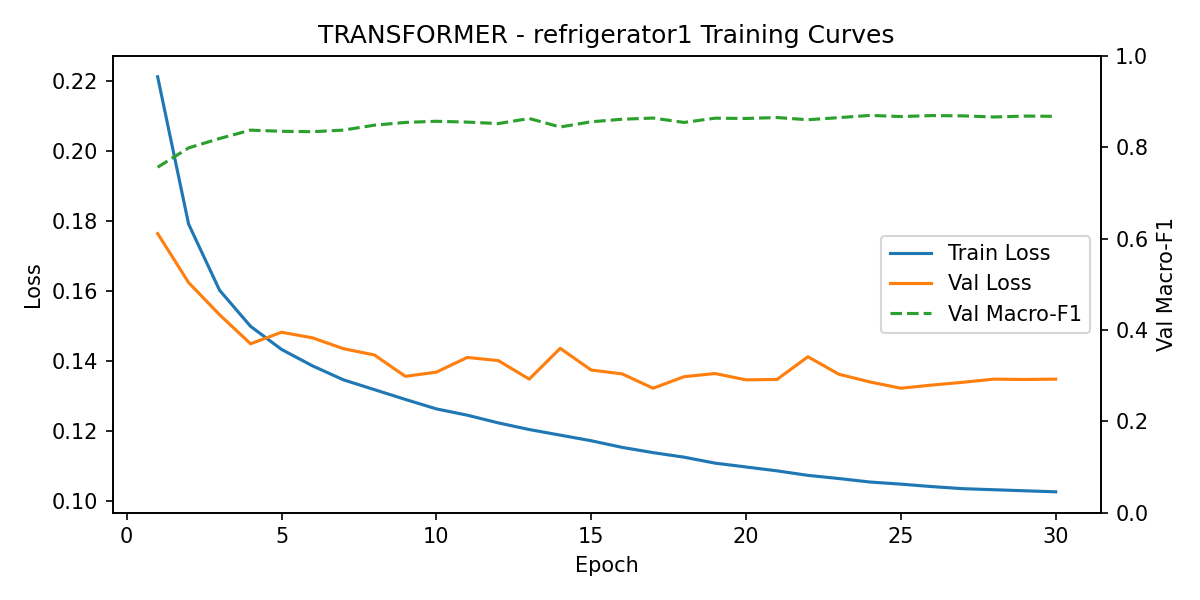 TRANSFORMER - refrigerator1 Training Curves
Loss
0.22
0.20
0.18
0.16
0.14
0.12
0.10
Train Loss
Val Loss
Val Macro-F1
1.0
0.8
0.6
0.4
0.2
0.0
Val Macro-F1
0 5 10 15 20 25 30
Epoch